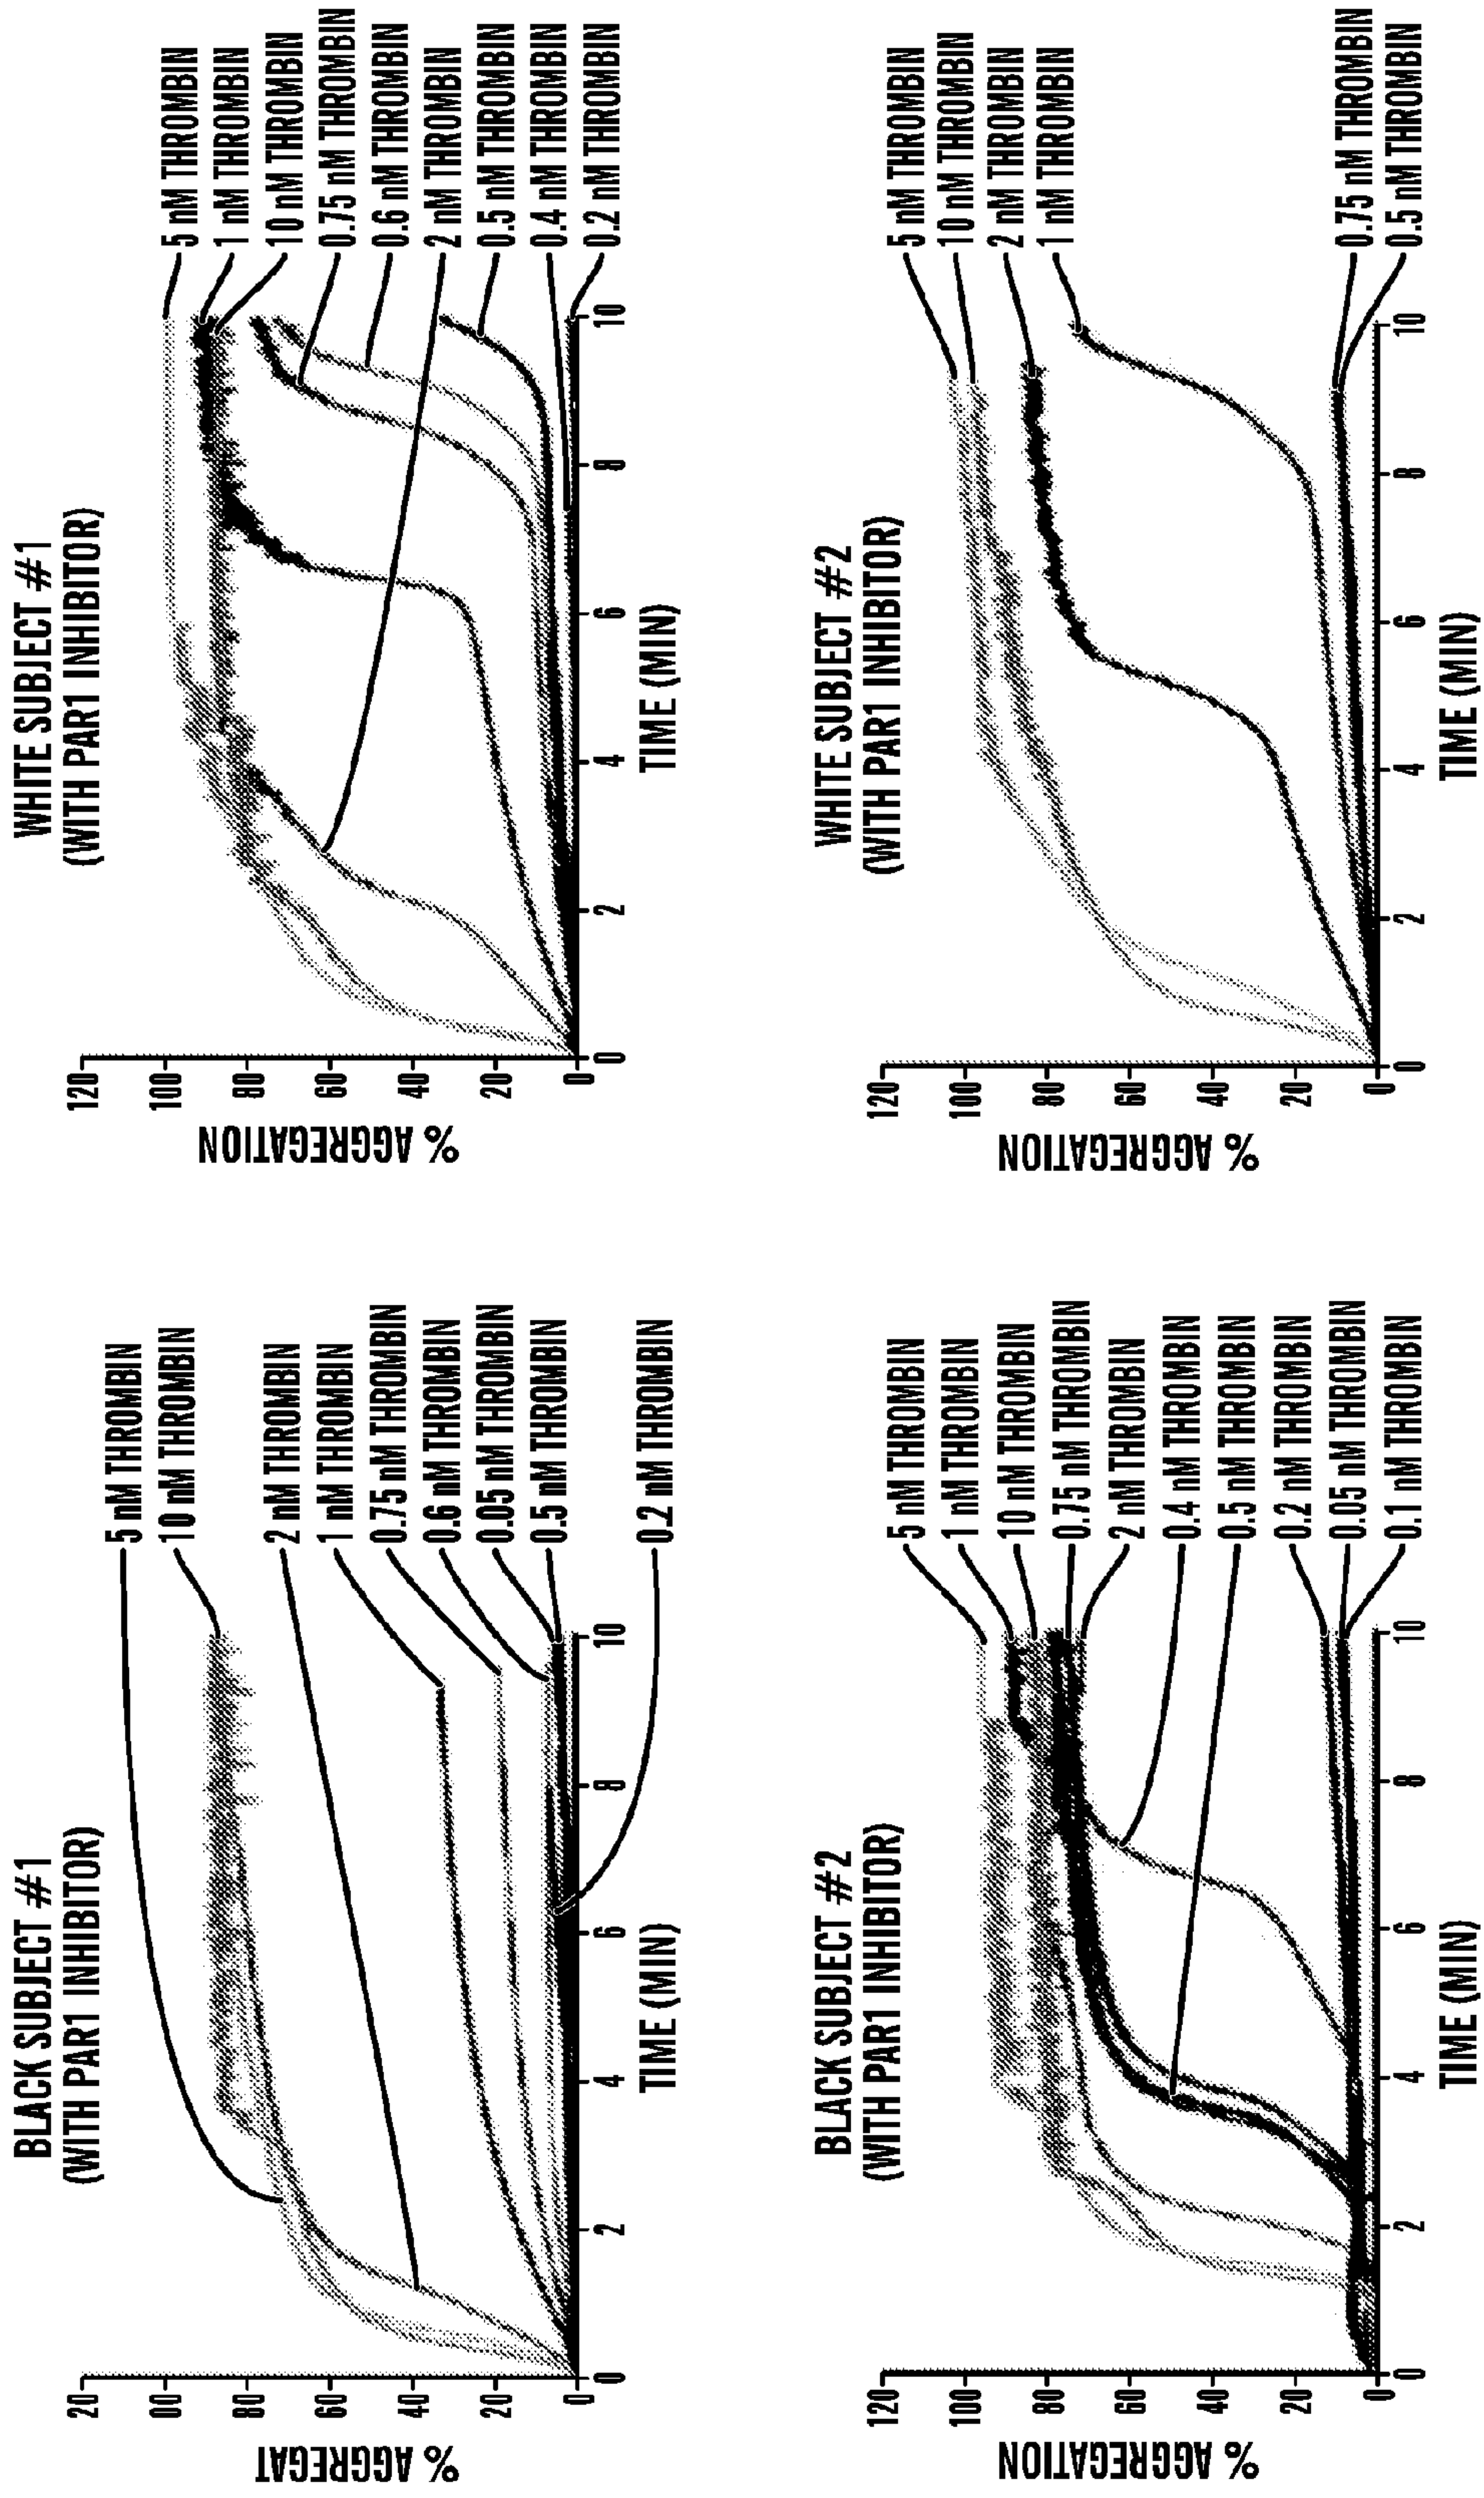 BLACK SUBJECT #1
(WITH PAR1 INHIBITOR)
% AGGREGAT
20
00
80
60
40
20
0
0
2
4
6
8
10
TIME (MIN)
5 nM THROMBIN
10 nM THROMBIN
2 nM THROMBIN
1 nM THROMBIN
0.75 nM THROMBIN
0.6 nM THROMBIN
0.05 nM THROMBIN
0.5 nM THROMBIN
0.2 nM THROMBIN
WHITE SUBJECT #1
(WITH PAR1 INHIBITOR)
% AGGREGATION
120
100
80
60
40
20
0
0
2
4
6
8
10
TIME (MIN)
5 nM THROMBIN
1 nM THROMBIN
10 nM THROMBIN
0.75 nM THROMBIN
0.6 nM THROMBIN
2 nM THROMBIN
0.5 nM THROMBIN
0.4 nM THROMBIN
0.2 nM THROMBIN
BLACK SUBJECT #2
(WITH PAR1 INHIBITOR)
% AGGREGATION
120
100
80
60
40
20
0
0
2
4
6
8
10
TIME (MIN)
5 nM THROMBIN
1 nM THROMBIN
10 nM THROMBIN
0.75 nM THROMBIN
2 nM THROMBIN
0.4 nM THROMBIN
0.5 nM THROMBIN
0.2 nM THROMBIN
0.05 nM THROMBIN
0.1 nM THROMBIN
WHITE SUBJECT #2
(WITH PAR1 INHIBITOR)
% AGGREGATION
120
100
80
60
40
20
0
0
2
4
6
8
10
TIME (MIN)
5 nM THROMBIN
10 nM THROMBIN
2 nM THROMBIN
1 nM THROMBIN
0.75 nM THROMBIN
0.5 nM THROMBIN